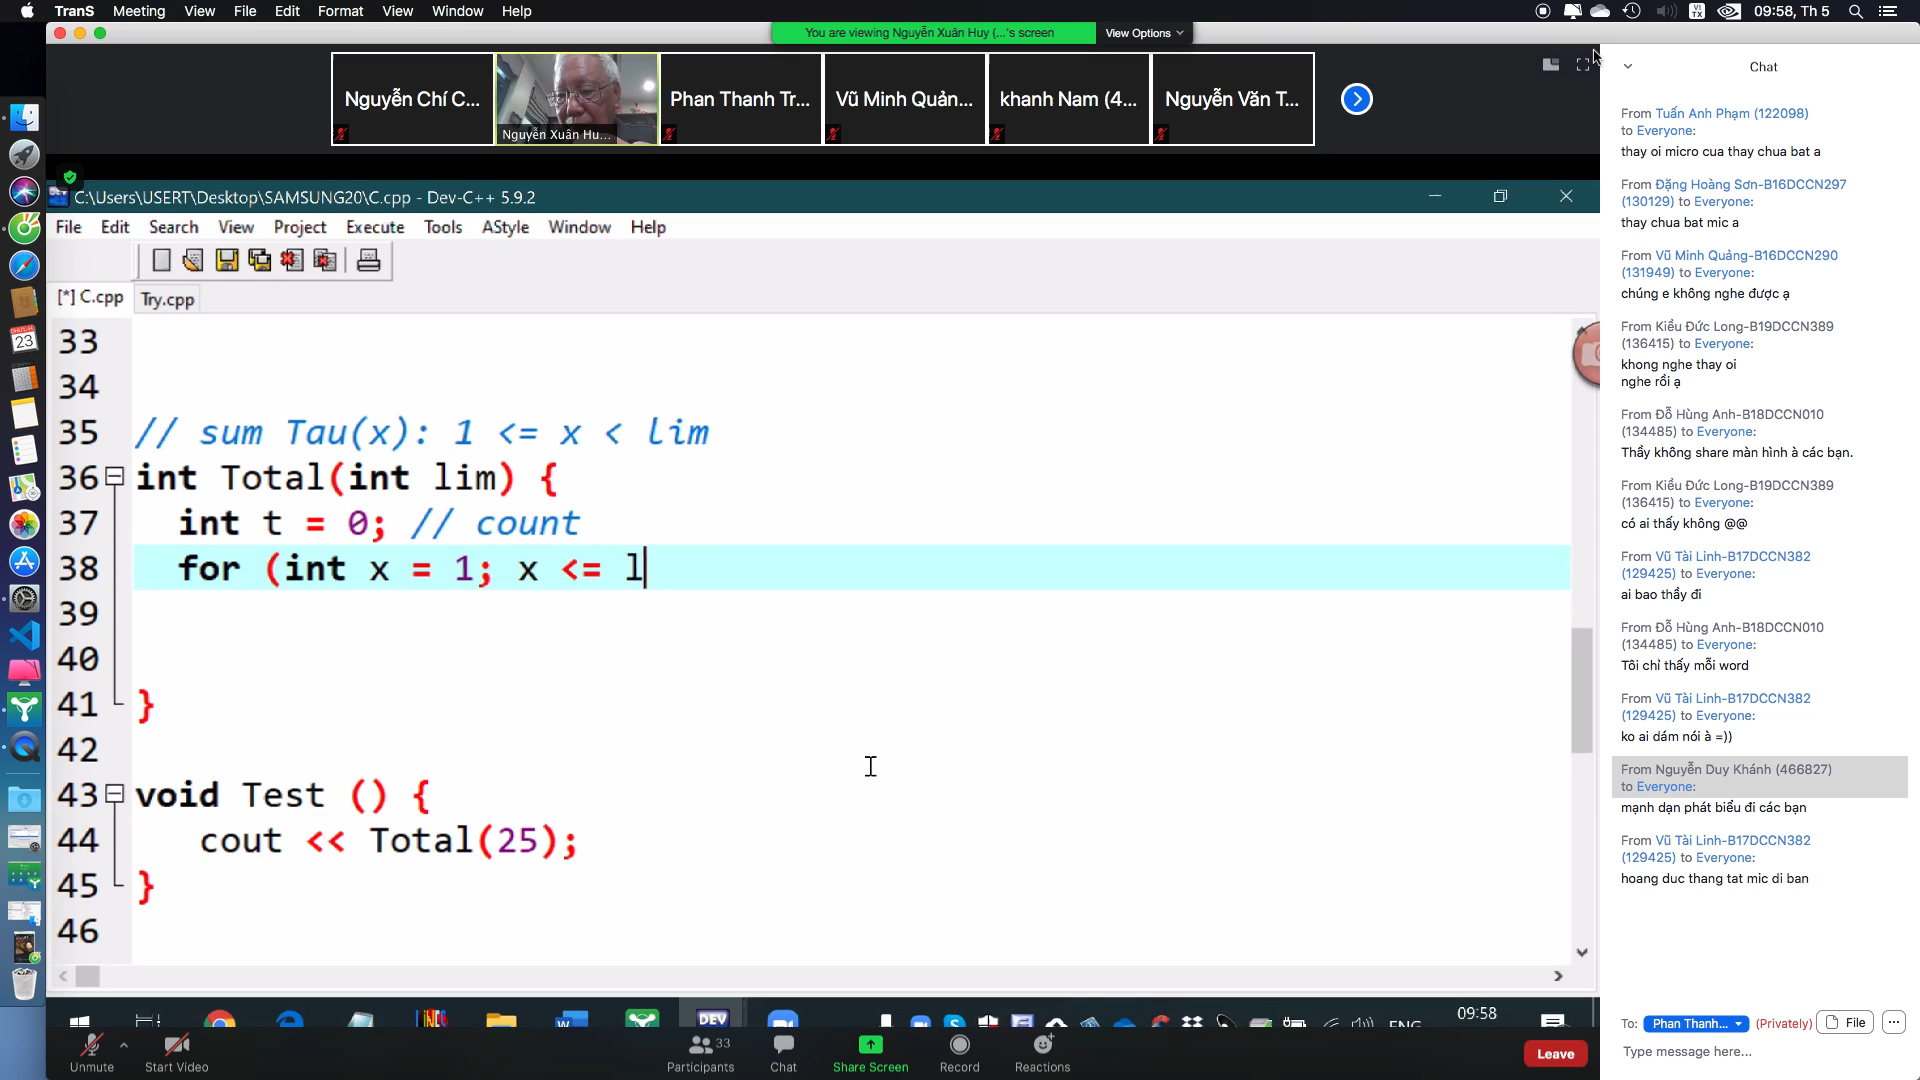 TranS Meeting View File Edit Format View Window Help
VI
TX
09:58, Th 5
You are viewing Nguyễn Xuân Huy (...'s screen
View Options
Nguyễn Chí C...
Nguyễn Xuân Hu...
Phan Thanh Tr...
Vũ Minh Quản...
khanh Nam (4...
Nguyễn Văn T...
C:\Users\USERT\Desktop\SAMSUNG20\C.cpp - Dev-C++ 5.9.2
File Edit Search View Project Execute Tools AStyle Window Help
[*] C.cpp Try.cpp
33
34
35 // sum Tau(x): 1 <= x < lim
36 int Total(int lim) {
37 int t = 0; // count
38 for (int x = 1; x <= l
39
40
41 }
42
43 void Test () {
44 cout << Total(25);
45 }
46
DEV
ENG
09:58
Unmute
Start Video
Participants
33
Chat
Share Screen
Record
Reactions
Leave
23
Chat
From Tuấn Anh Phạm (122098)
to Everyone:
thay oi micro cua thay chua bat a
From Đặng Hoàng Sơn-B16DCCN297
(130129) to Everyone:
thay chua bat mic a
From Vũ Minh Quảng-B16DCCN290
(131949) to Everyone:
chúng e không nghe được ạ
From Kiều Đức Long-B19DCCN389
(136415) to Everyone:
khong nghe thay oi
nghe rồi ạ
From Đỗ Hùng Anh-B18DCCN010
(134485) to Everyone:
Thầy không share màn hình à các bạn.
From Kiều Đức Long-B19DCCN389
(136415) to Everyone:
có ai thấy không @@
From Vũ Tài Linh-B17DCCN382
(129425) to Everyone:
ai bao thầy đi
From Đỗ Hùng Anh-B18DCCN010
(134485) to Everyone:
Tôi chỉ thấy mỗi word
From Vũ Tài Linh-B17DCCN382
(129425) to Everyone:
ko ai dám nói à =))
From Nguyễn Duy Khánh (466827)
to Everyone:
mạnh dạn phát biểu đi các bạn
From Vũ Tài Linh-B17DCCN382
(129425) to Everyone:
hoang duc thang tat mic di ban
To: Phan Thanh... (Privately) File
Type message here...